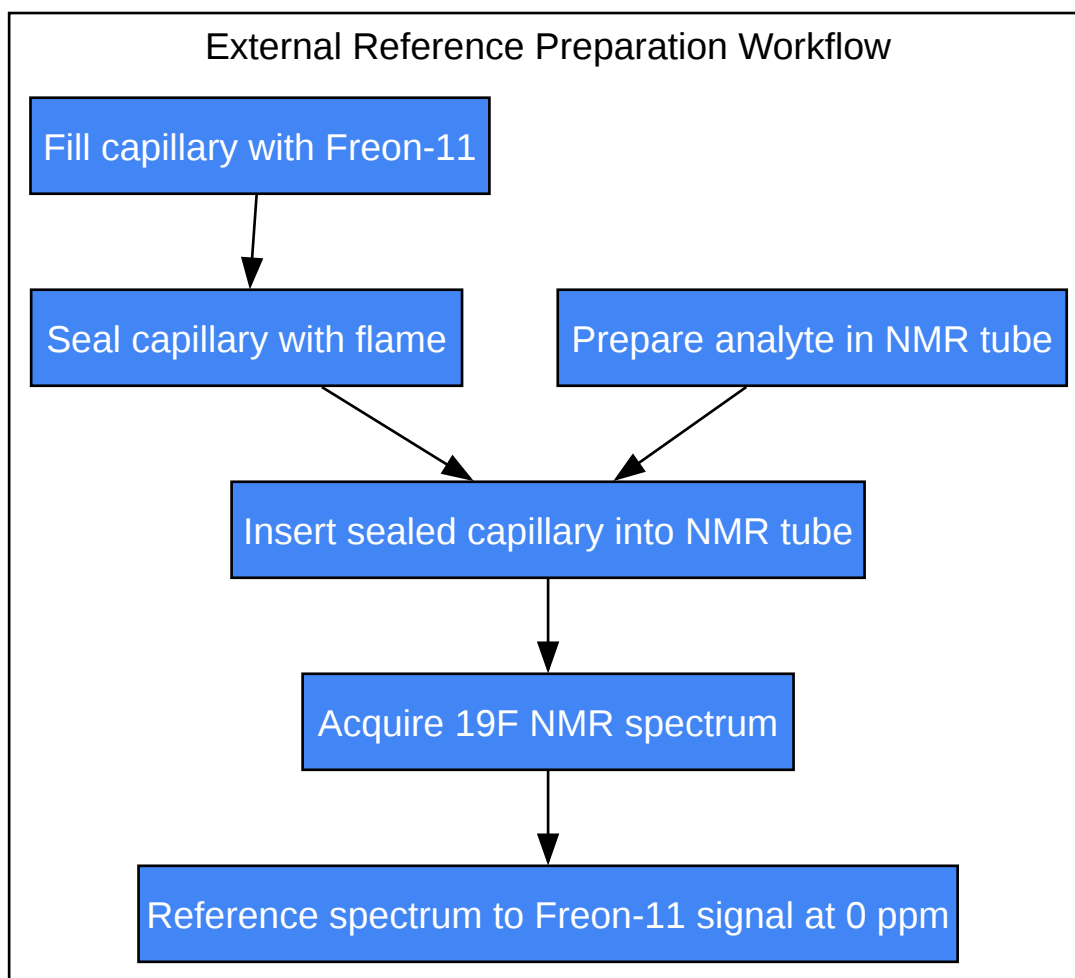 External Reference Preparation Workflow
Fill capillary with Freon-11
Seal capillary with flame
Prepare analyte in NMR tube
Insert sealed capillary into NMR tube
Acquire 19F NMR spectrum
Reference spectrum to Freon-11 signal at 0 ppm